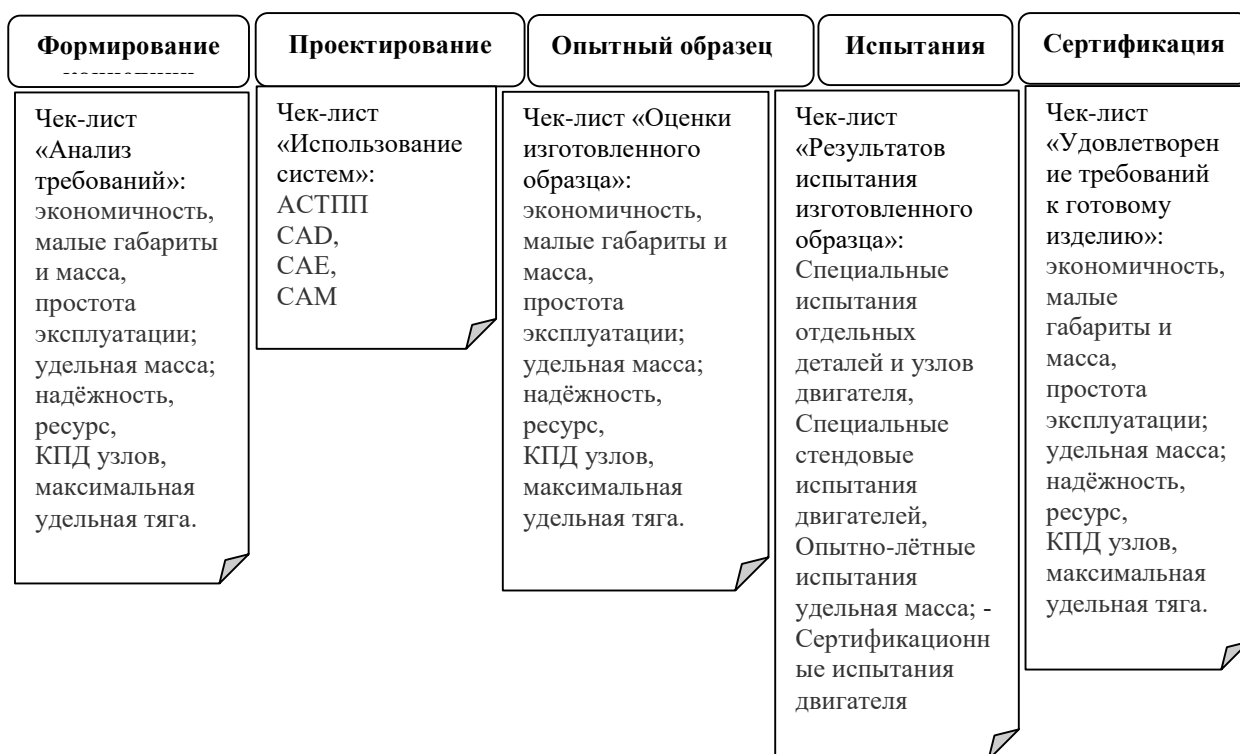 Формирование
Проектирование
Опытный образец
Испытания
Сертификация
Чек-лист
«Анализ
требований»:
экономичность,
малые габариты
и масса,
простота
эксплуатации;
удельная масса;
надёжность,
ресурс,
КПД узлов,
максимальная
удельная тяга.
Чек-лист
«Использование
систем»:
АСТПП
CAD,
CAE,
CAM
Чек-лист «Оценки
изготовленного
образца»:
экономичность,
малые габариты и
масса,
простота
эксплуатации;
удельная масса;
надёжность,
ресурс,
КПД узлов,
максимальная
удельная тяга.
Чек-лист
«Результатов
испытания
изготовленного
образца»:
Специальные
испытания
отдельных
деталей и узлов
двигателя,
Специальные
стендовые
испытания
двигателей,
Опытно-лётные
испытания
удельная масса; -
Сертификационн
ые испытания
двигателя
Чек-лист
«Удовлетворен
ие требований
к готовому
изделию»:
экономичность,
малые
габариты и
масса,
простота
эксплуатации;
удельная масса;
надёжность,
ресурс,
КПД узлов,
максимальная
удельная тяга.